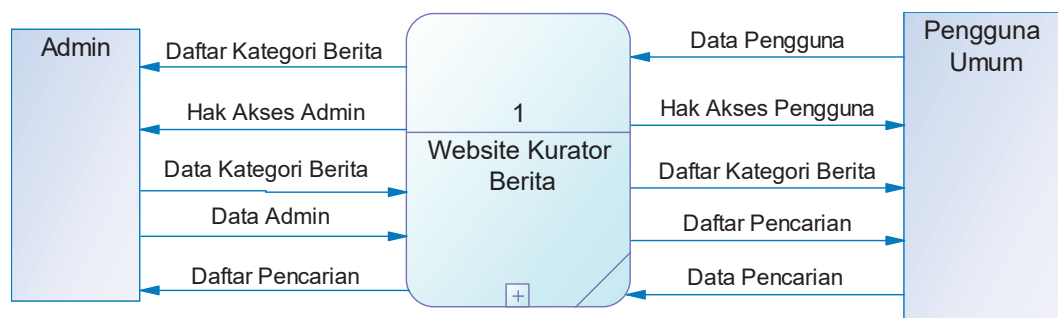 Admin
Daftar Kategori Berita
Hak Akses Admin
Data Kategori Berita
Data Admin
Daftar Pencarian
1
Website Kurator
Berita
Data Pengguna
Hak Akses Pengguna
Daftar Kategori Berita
Daftar Pencarian
Data Pencarian
Pengguna
Umum